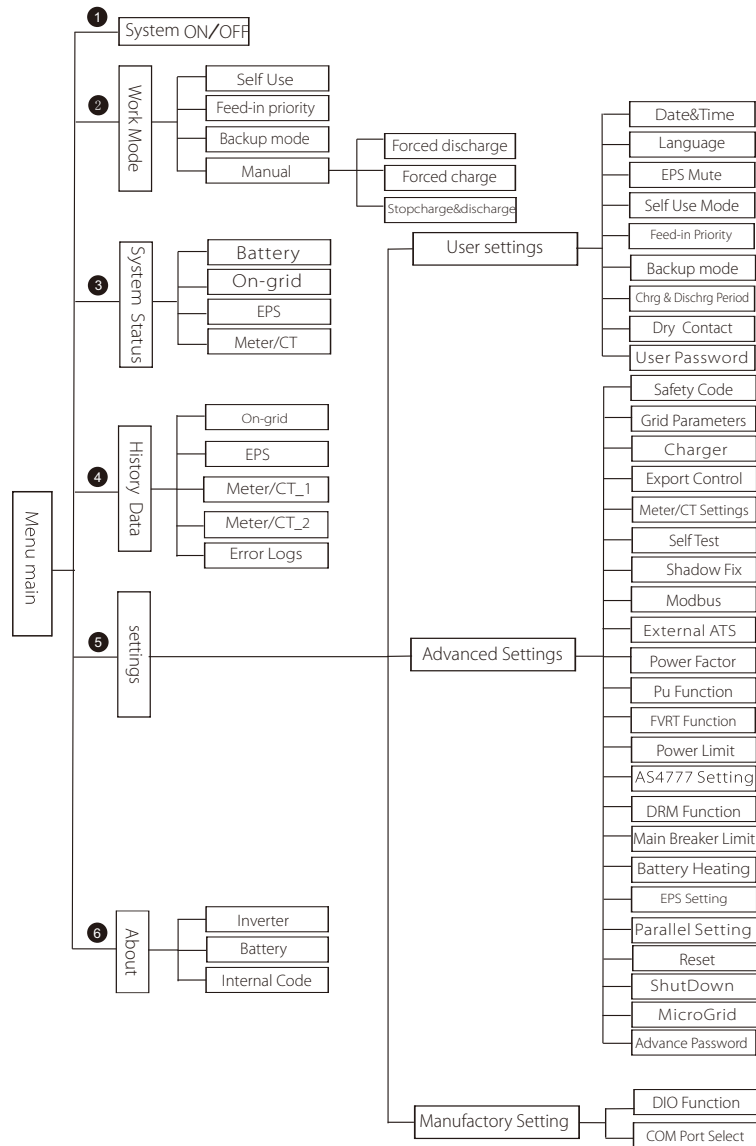 Menu main
1
System ON/OFF
2
Work Mode
Self Use
Feed-in priority
Backup mode
Manual
Forced discharge
Forced charge
Stopcharge&discharge
3
System Status
Battery
On-grid
EPS
Meter/CT
4
History Data
On-grid
EPS
Meter/CT_1
Meter/CT_2
Error Logs
5
settings
User settings
Date&Time
Language
EPS Mute
Self Use Mode
Feed-in Priority
Backup mode
Chrg & Dischrg Period
Dry Contact
User Password
Advanced Settings
Safety Code
Grid Parameters
Charger
Export Control
Meter/CT Settings
Self Test
Shadow Fix
Modbus
External ATS
Power Factor
Pu Function
FVRT Function
Power Limit
AS4777 Setting
DRM Function
Main Breaker Limit
Battery Heating
EPS Setting
Parallel Setting
Reset
ShutDown
MicroGrid
Advance Password
Manufactory Setting
DIO Function
COM Port Select
6
About
Inverter
Battery
Internal Code